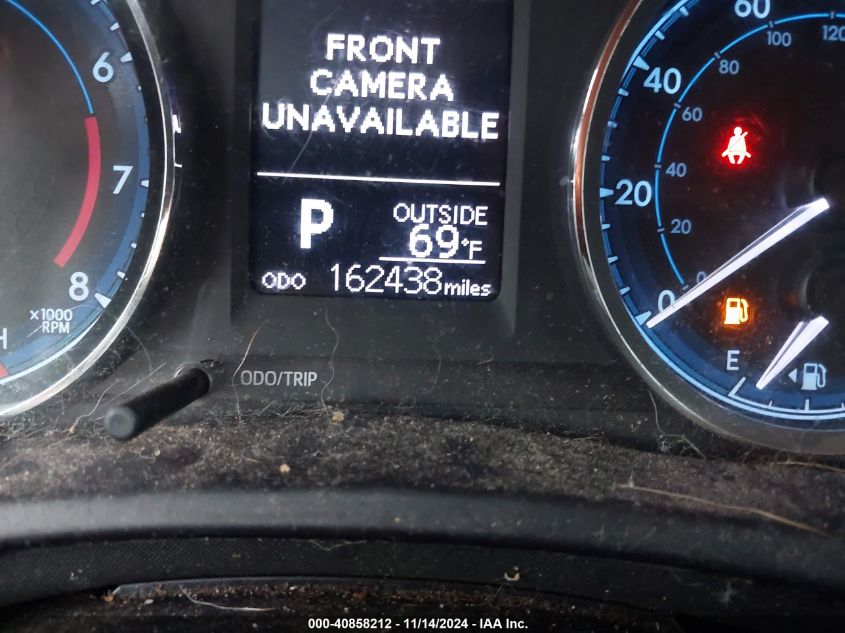 FRONT
CAMERA
UNAVAILABLE
P
OUTSIDE
69°F
ODO 162438 miles
6
7
8
x1000
RPM
H
ODO/TRIP
60
40
20
0
120
100
80
60
40
20
0
E
000-40858212 - 11/14/2024 - IAA Inc.